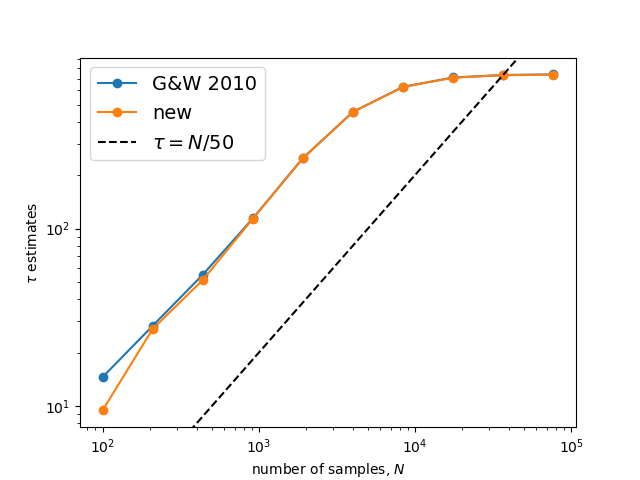 G&W 2010
new
τ = N/50
10²
10¹
τ estimates
10² 10³ 10⁴ 10⁵
number of samples, N